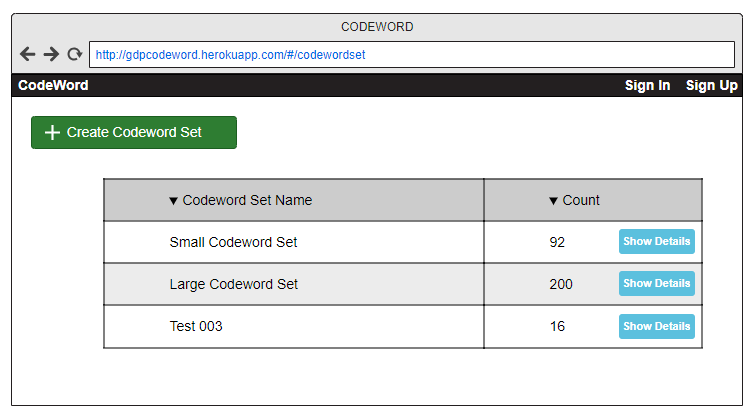 CODEWORD
http://gdpcodeword.herokuapp.com/#/codewordset
CodeWord Sign In Sign Up
Create Codeword Set
▼ Codeword Set Name ▼ Count
Small Codeword Set 92 Show Details
Large Codeword Set 200 Show Details
Test 003 16 Show Details